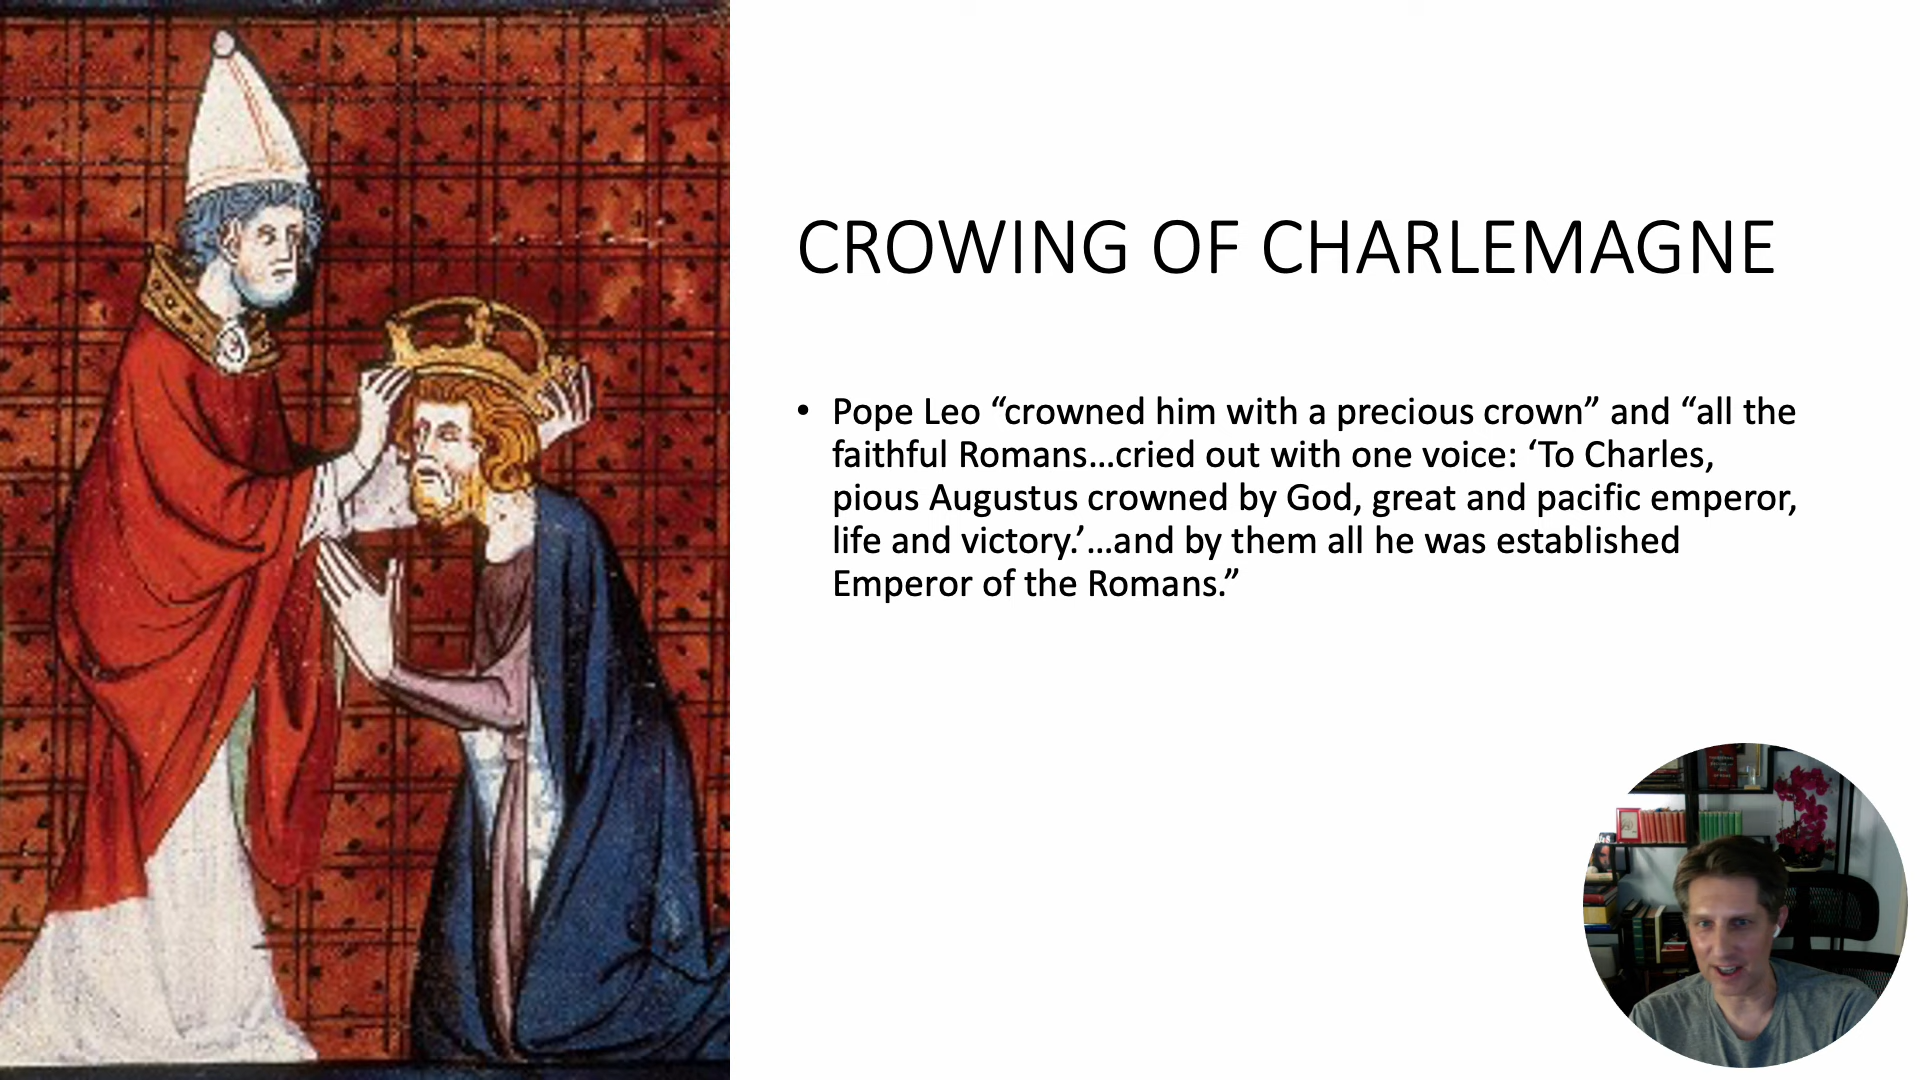 CROWING OF CHARLEMAGNE
• Pope Leo “crowned him with a precious crown” and “all the
faithful Romans...cried out with one voice: ‘To Charles,
pious Augustus crowned by God, great and pacific emperor,
life and victory.’...and by them all he was established
Emperor of the Romans.”